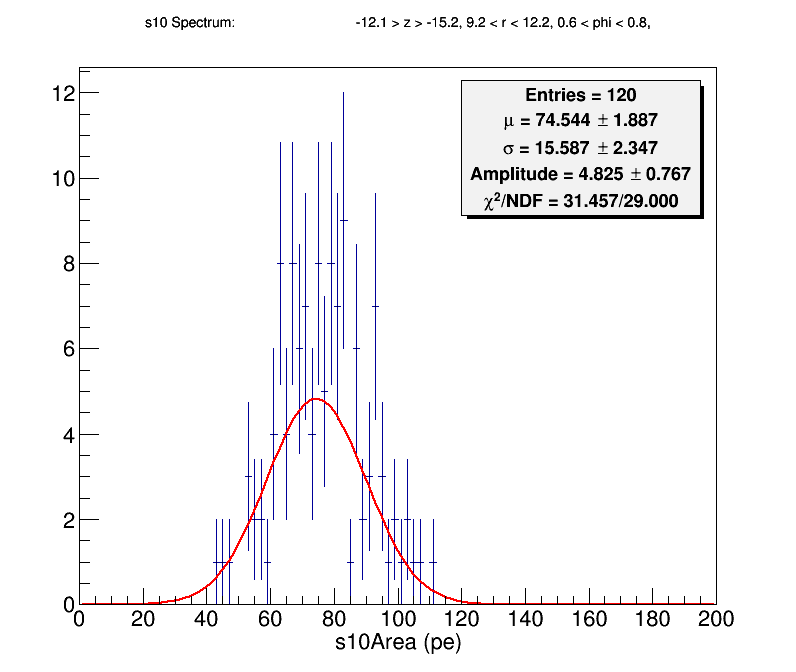 s10 Spectrum: -12.1 > z > -15.2, 9.2 < r < 12.2, 0.6 < phi < 0.8,
Entries = 120
μ = 74.544 ± 1.887
σ = 15.587 ± 2.347
Amplitude = 4.825 ± 0.767
χ²/NDF = 31.457/29.000
12
10
8
6
4
2
0
0 20 40 60 80 100 120 140 160 180 200
s10Area (pe)